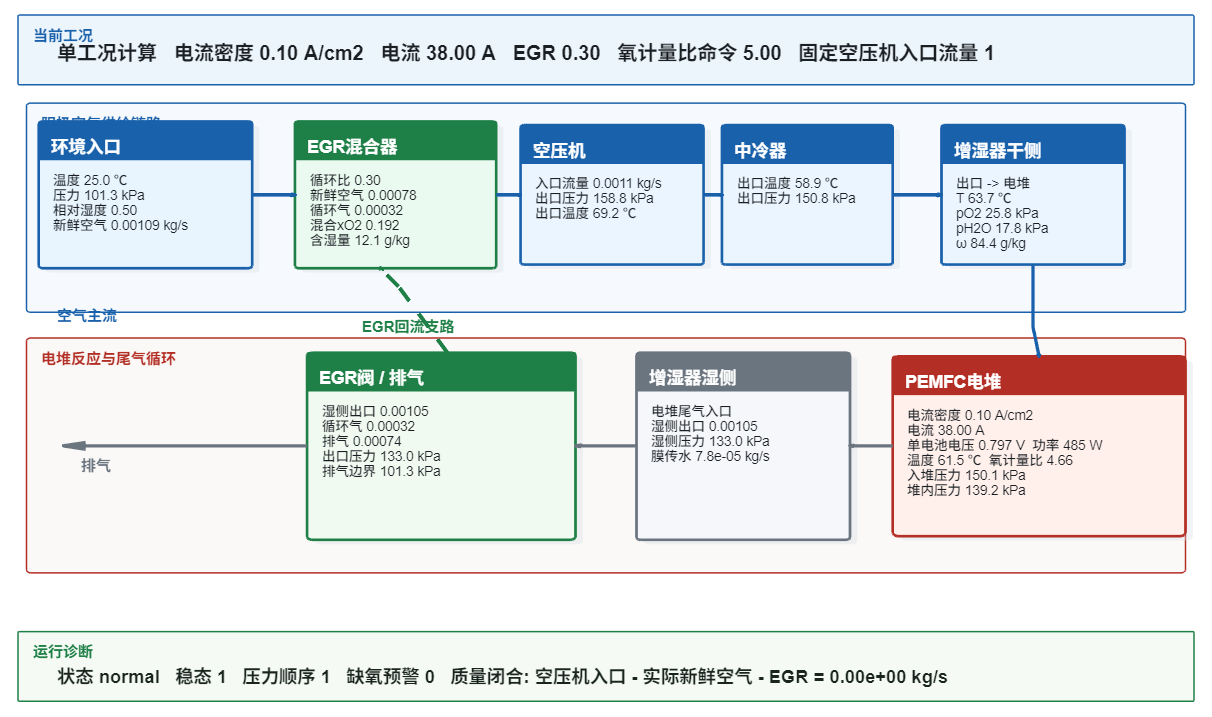 当前工况
单工况计算 电流密度 0.10 A/cm2 电流 38.00 A EGR 0.30 氧计量比命令 5.00 固定空压机入口流量 1
环境入口
温度 25.0 ℃
压力 101.3 kPa
相对湿度 0.50
新鲜空气 0.00109 kg/s
EGR混合器
循环比 0.30
新鲜空气 0.00078
循环气 0.00032
混合xO2 0.192
含湿量 12.1 g/kg
空压机
入口流量 0.0011 kg/s
出口压力 158.8 kPa
出口温度 69.2 ℃
中冷器
出口温度 58.9 ℃
出口压力 150.8 kPa
增湿器干侧
出口 -> 电堆
T 63.7 ℃
pO2 25.8 kPa
pH2O 17.8 kPa
ω 84.4 g/kg
空气主流
EGR回流支路
电堆反应与尾气循环
排气
EGR阀 / 排气
湿侧出口 0.00105
循环气 0.00032
排气 0.00074
出口压力 133.0 kPa
排气边界 101.3 kPa
增湿器湿侧
电堆尾气入口
湿侧出口 0.00105
湿侧压力 133.0 kPa
膜传水 7.8e-05 kg/s
PEMFC电堆
电流密度 0.10 A/cm2
电流 38.00 A
单电池电压 0.797 V 功率 485 W
温度 61.5 ℃ 氧计量比 4.66
入堆压力 150.1 kPa
堆内压力 139.2 kPa
运行诊断
状态 normal 稳态 1 压力顺序 1 缺氧预警 0 质量闭合: 空压机入口 - 实际新鲜空气 - EGR = 0.00e+00 kg/s